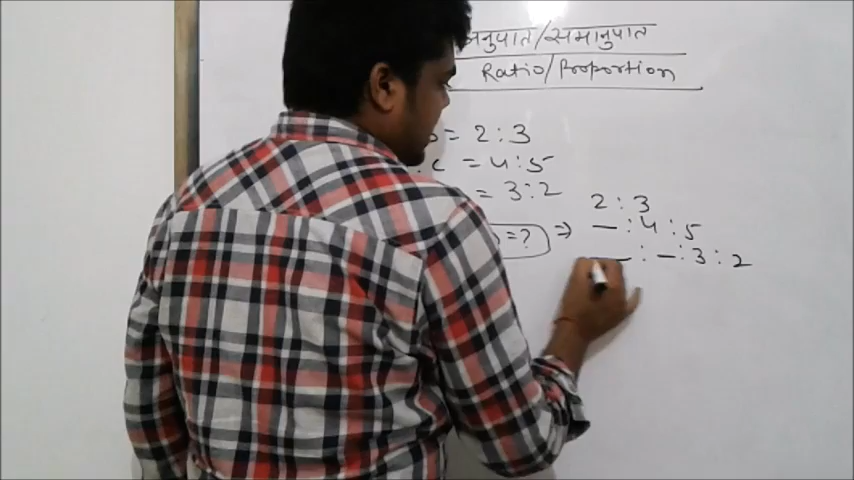 अनुपात/समानुपात
Ratio/Proportion
= 2:3
:c = 4:5
= 3:2
=? ⇒
2:3
—:4:5
—:—:3:2